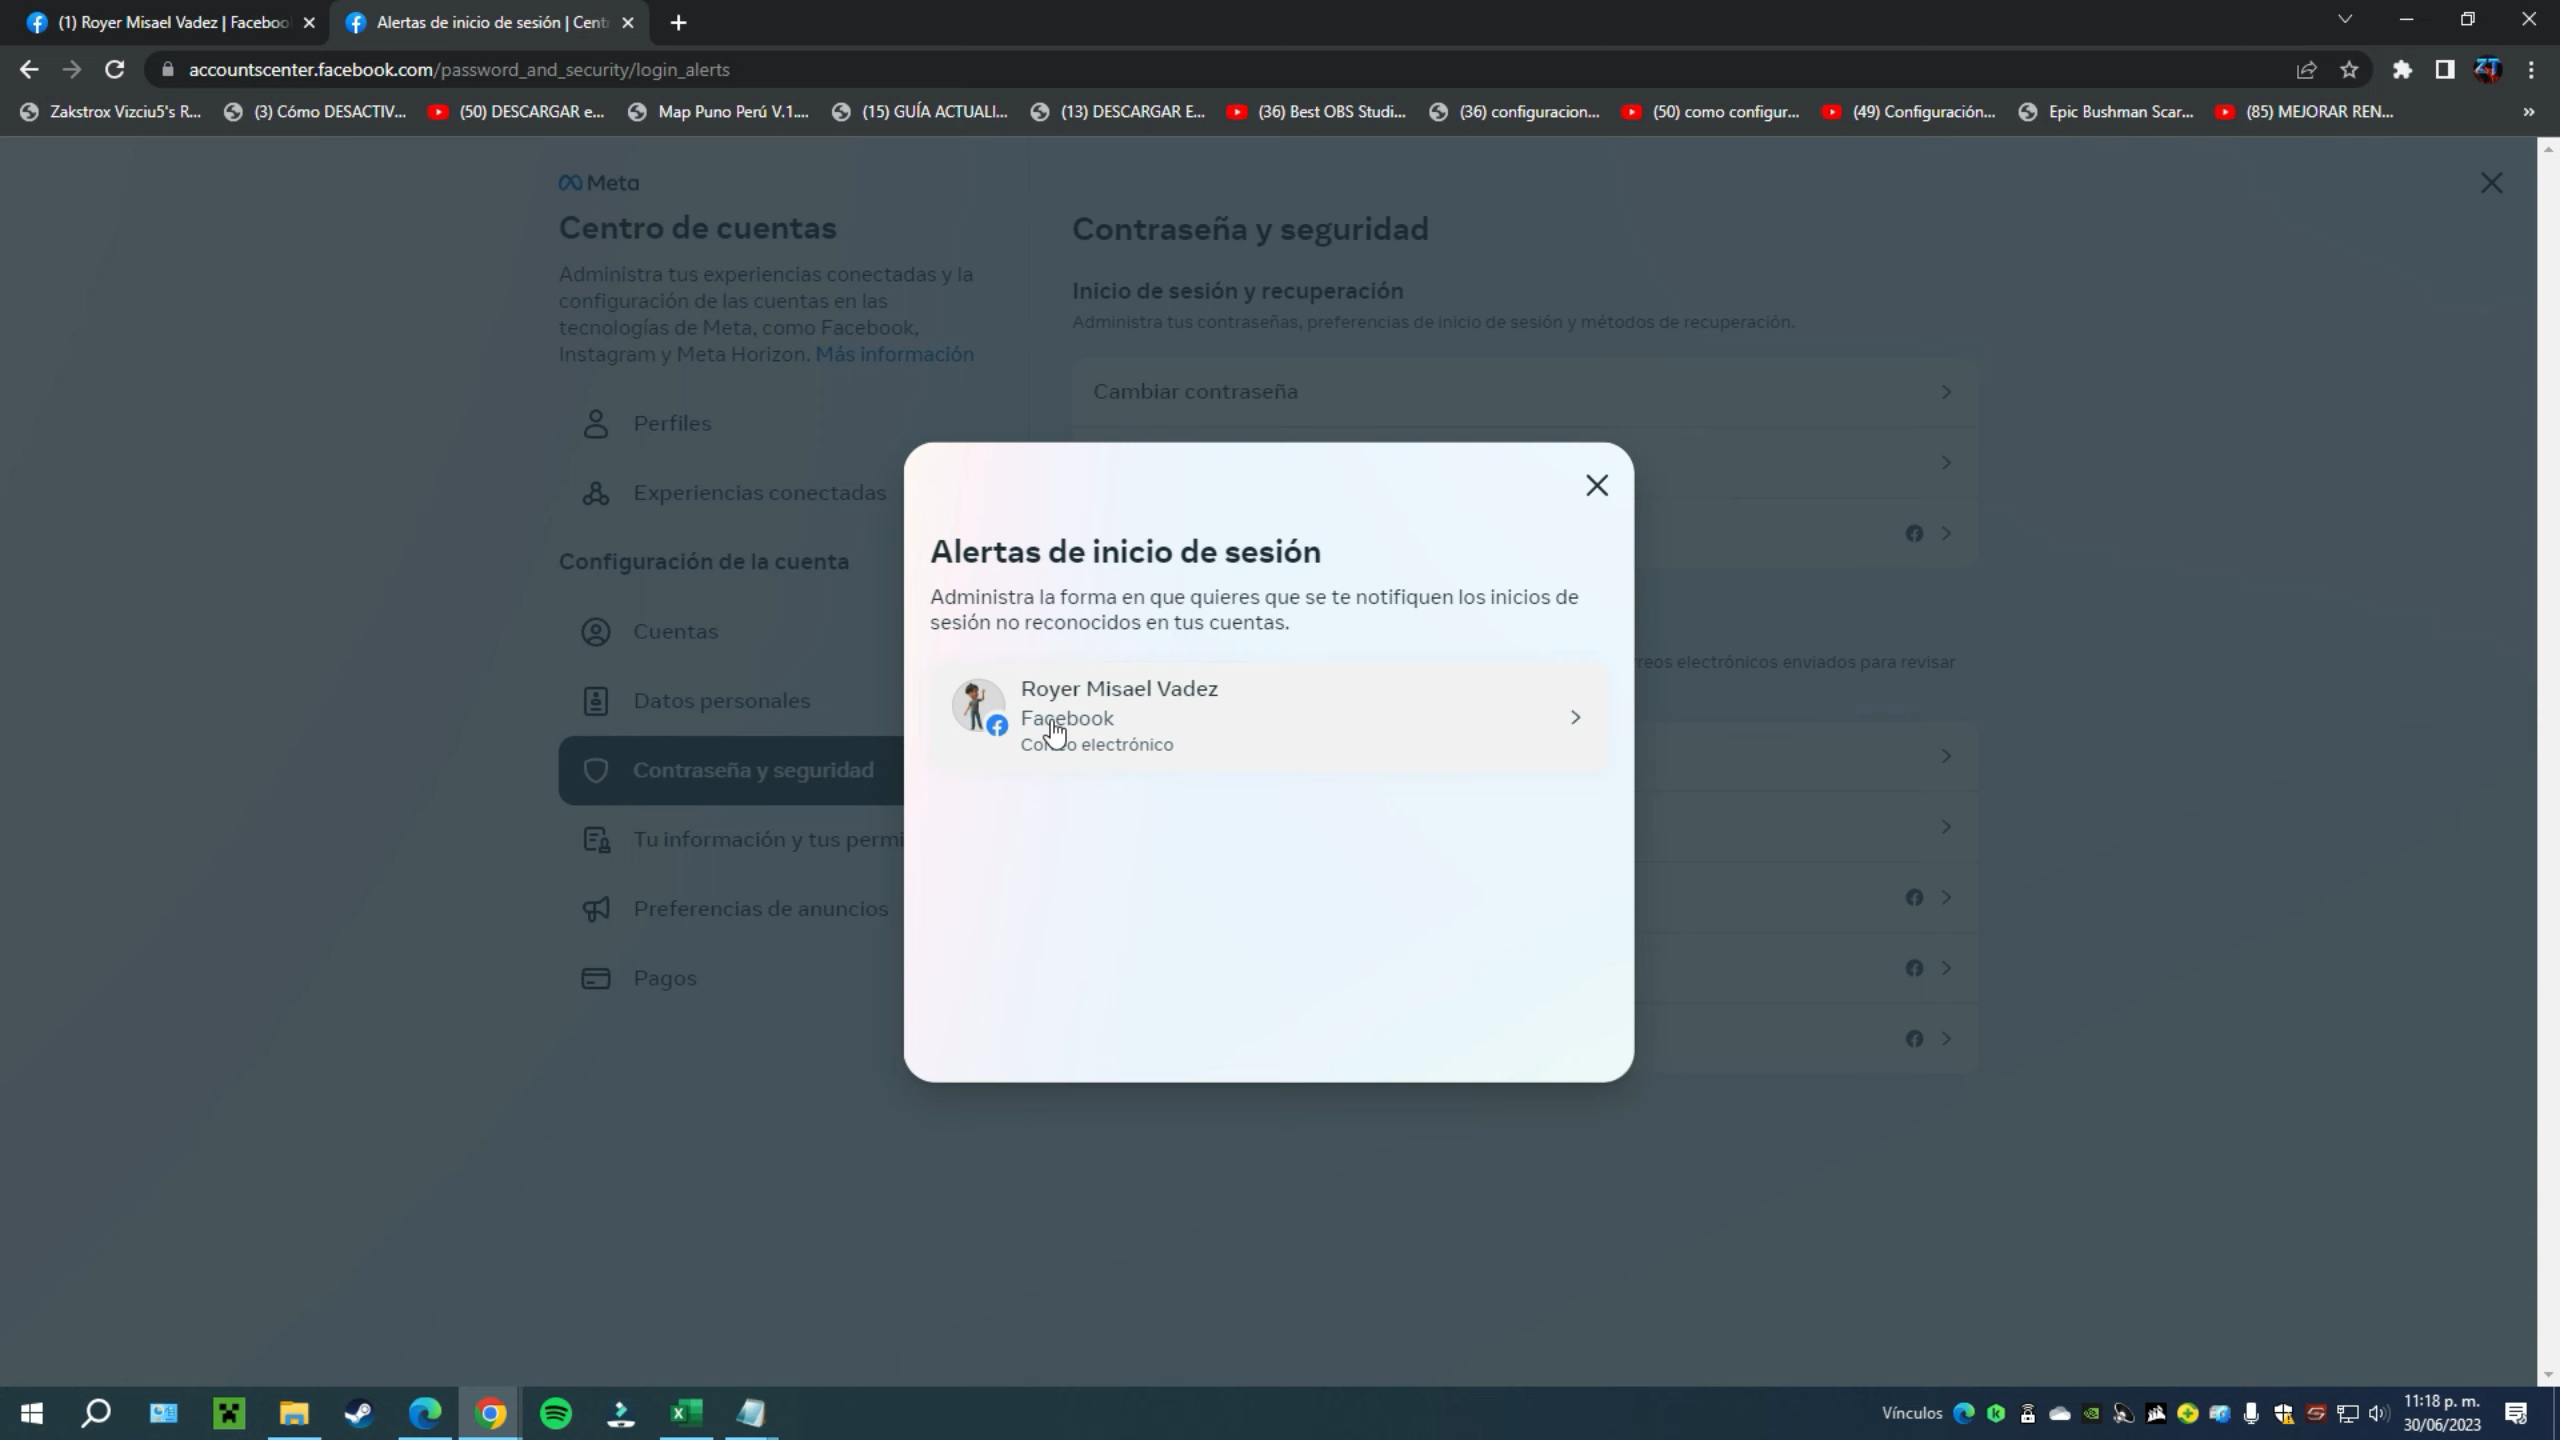 (1) Royer Misael Vadez | Faceboo
Alertas de inicio de sesión | Cent
accountscenter.facebook.com/password_and_security/login_alerts
Zakstrox Vizciu5's R...
(3) Cómo DESACTIV...
(50) DESCARGAR e...
Map Puno Perú V.1....
(15) GUÍA ACTUALI...
(13) DESCARGAR E...
(36) Best OBS Studi...
(36) configuracion...
(50) como configur...
(49) Configuración...
Epic Bushman Scar...
(85) MEJORAR REN...
Meta
Centro de cuentas
Administra tus experiencias conectadas y la
configuración de las cuentas en las
tecnologías de Meta, como Facebook,
Instagram y Meta Horizon. Más información
Perfiles
Experiencias conectadas
Configuración de la cuenta
Cuentas
Datos personales
Contraseña y seguridad
Tu información y tus permi
Preferencias de anuncios
Pagos
Contraseña y seguridad
Inicio de sesión y recuperación
Administra tus contraseñas, preferencias de inicio de sesión y métodos de recuperación.
Cambiar contraseña
reos electrónicos enviados para revisar
Alertas de inicio de sesión
Administra la forma en que quieres que se te notifiquen los inicios de
sesión no reconocidos en tus cuentas.
Royer Misael Vadez
Facebook
Correo electrónico
Vínculos
11:18 p. m.
30/06/2023